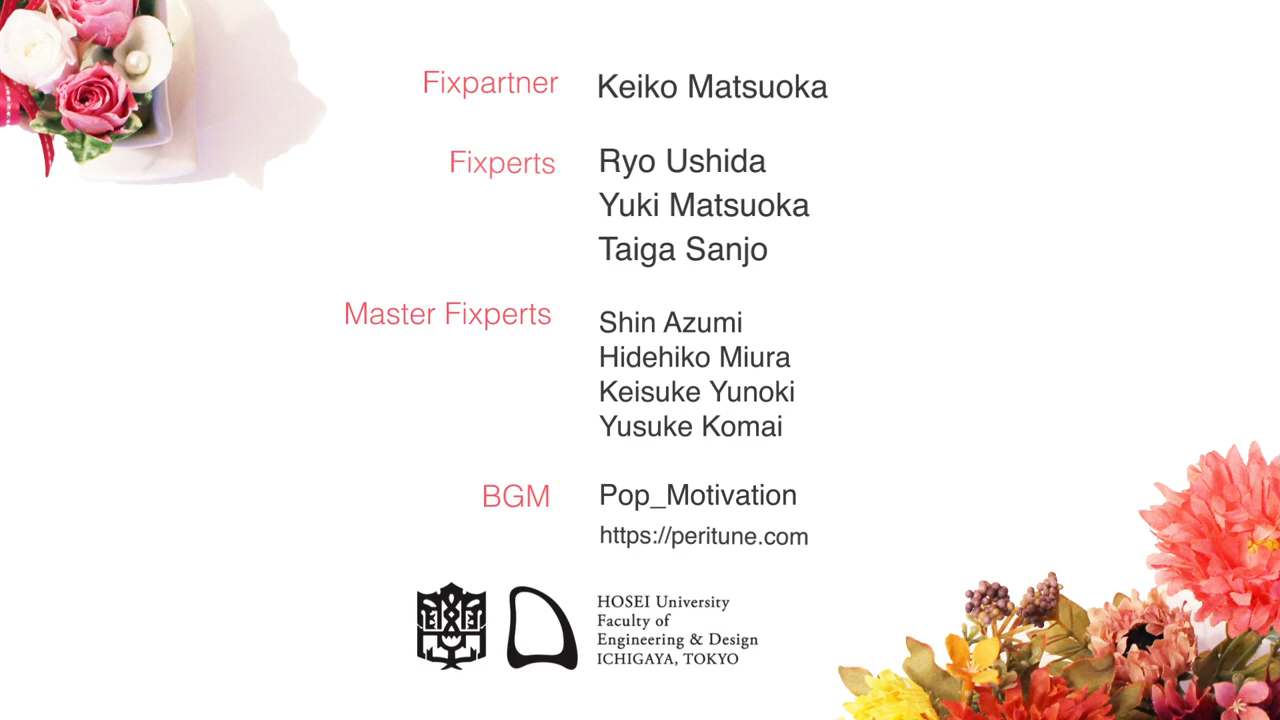 Fixpartner Keiko Matsuoka
Fixperts Ryo Ushida
Yuki Matsuoka
Taiga Sanjo
Master Fixperts Shin Azumi
Hidehiko Miura
Keisuke Yunoki
Yusuke Komai
BGM Pop_Motivation
https://peritune.com
HOSEI University
Faculty of
Engineering & Design
ICHIGAYA, TOKYO